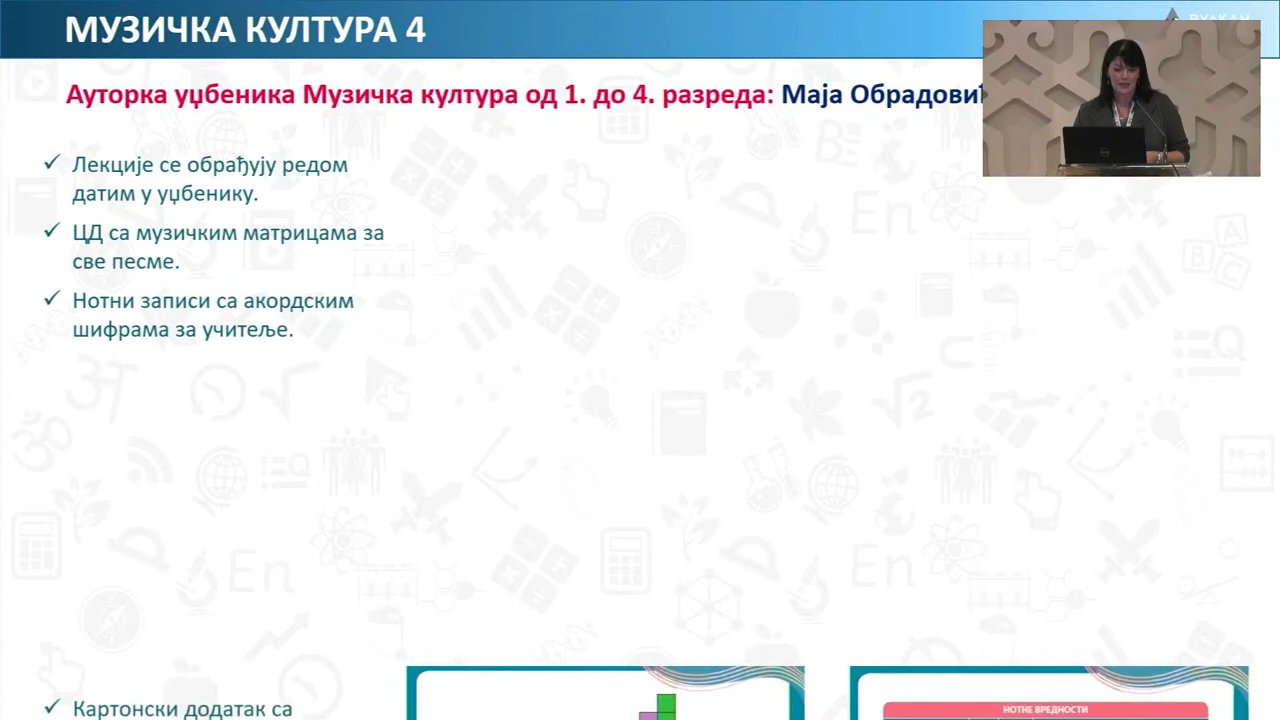 МУЗИЧКА КУЛТУРА 4
Ауторка уџбеника Музичка култура од 1. до 4. разреда: Маја Обрадовић
Лекције се обрађују редом
датим у уџбенику.
ЦД са музичким матрицама за
све песме.
Нотни записи са акордским
шифрама за учитеље.
Картонски додатак са
НОТНЕ ВРЕДНОСТИ